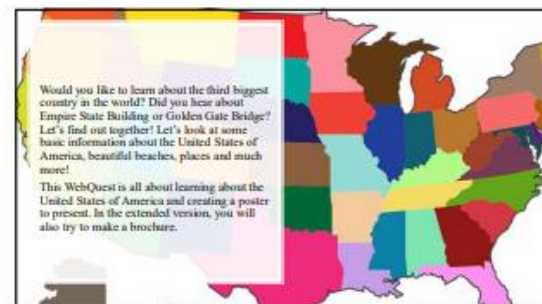 Would you like to learn about the third biggest
country in the world? Did you hear about
Empire State Building or Golden Gate Bridge?
Let's find out together! Let's look at some
basic information about the United States of
America, beautiful beaches, places and much
more!
This WebQuest is all about learning about the
United States of America and creating a poster
to present. In the extended version, you will
also try to make a brochure.